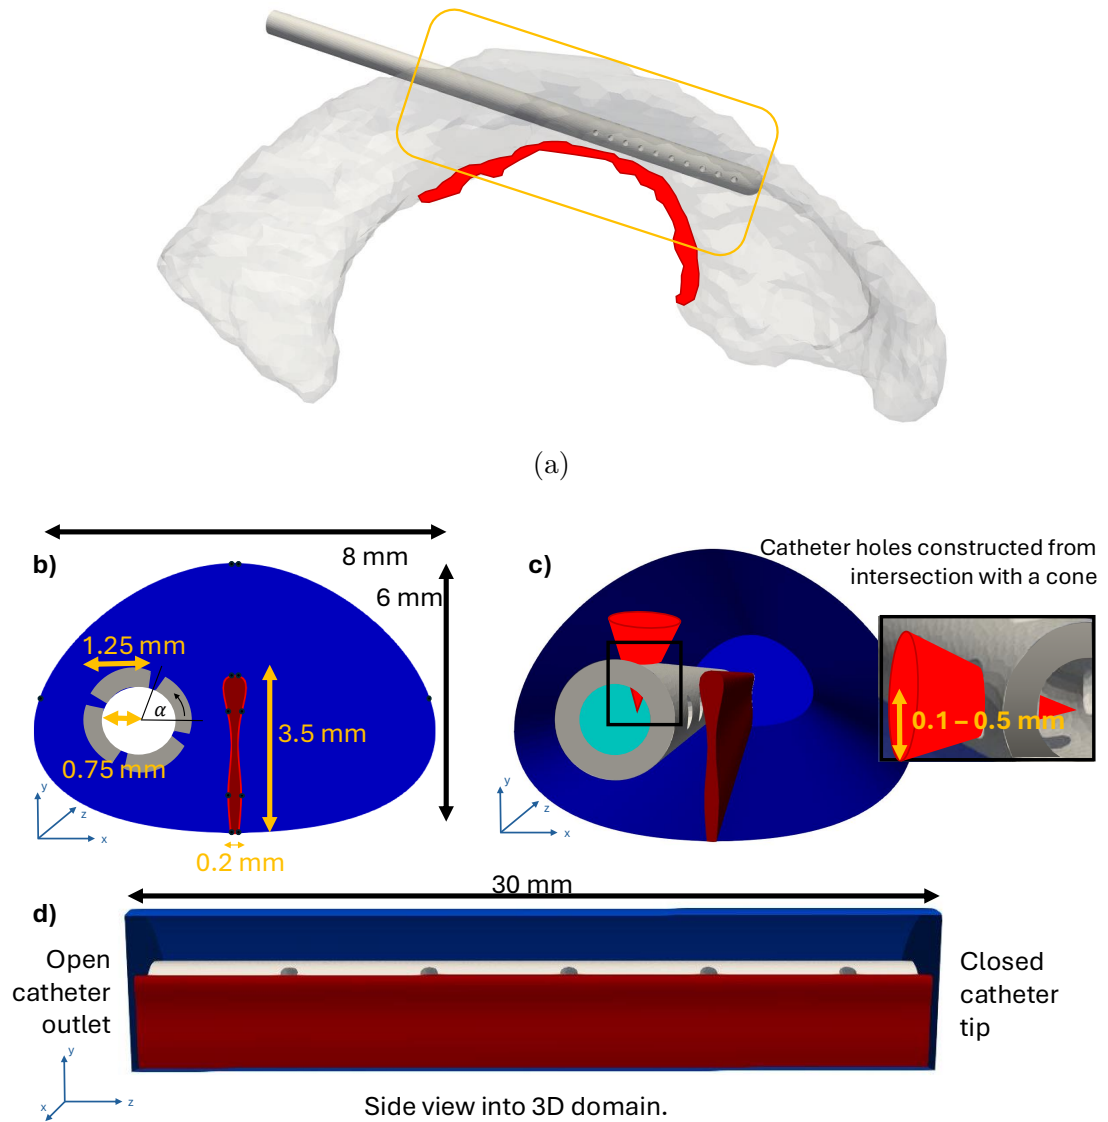 (a)
b)
8 mm
6 mm
1.25 mm
α
3.5 mm
0.75 mm
0.2 mm
y
z
x
c)
Catheter holes constructed from
intersection with a cone
0.1 – 0.5 mm
y
z
x
d)
30 mm
Open
catheter
outlet
Closed
catheter
tip
y
x
z
Side view into 3D domain.